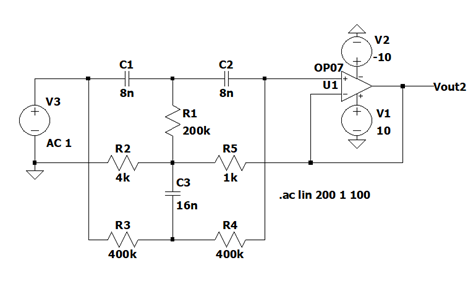 V2
-10
C1
C2
OP07
8n
8n
U1
Vout2
V3
R1
200k
V1
10
AC 1
R2
R5
4k
1k
C3
16n
.ac lin 200 1 100
R3
R4
400k
400k